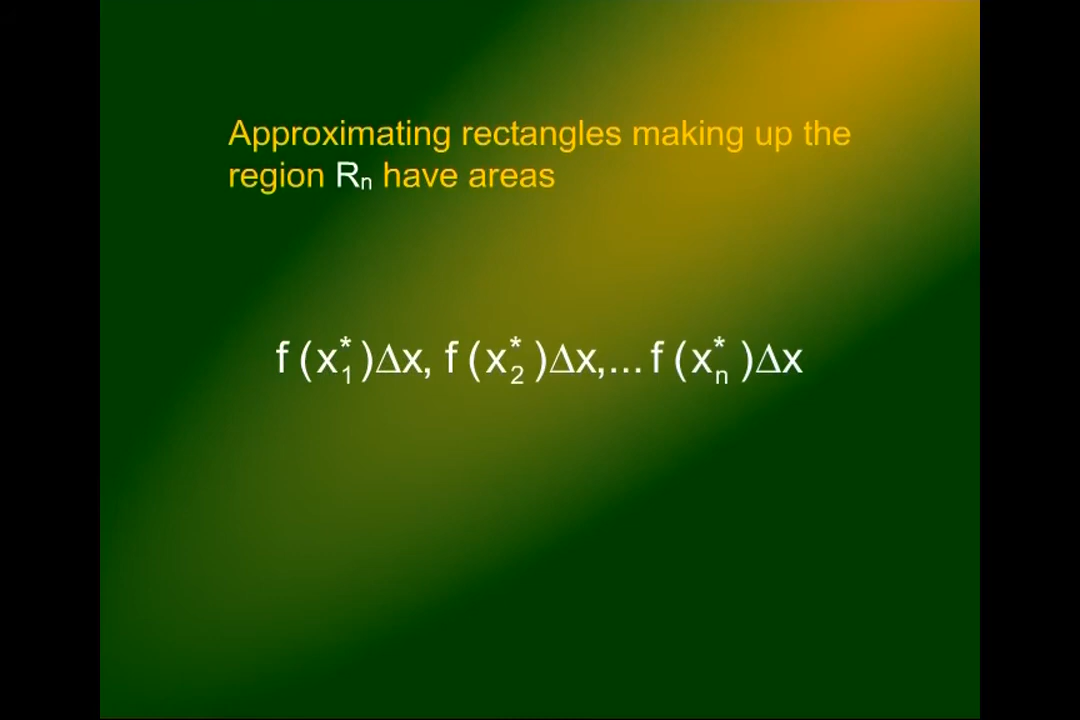 Approximating rectangles making up the
region Rₙ have areas
f (x₁*)Δx, f (x₂*)Δx,...f (xₙ*)Δx